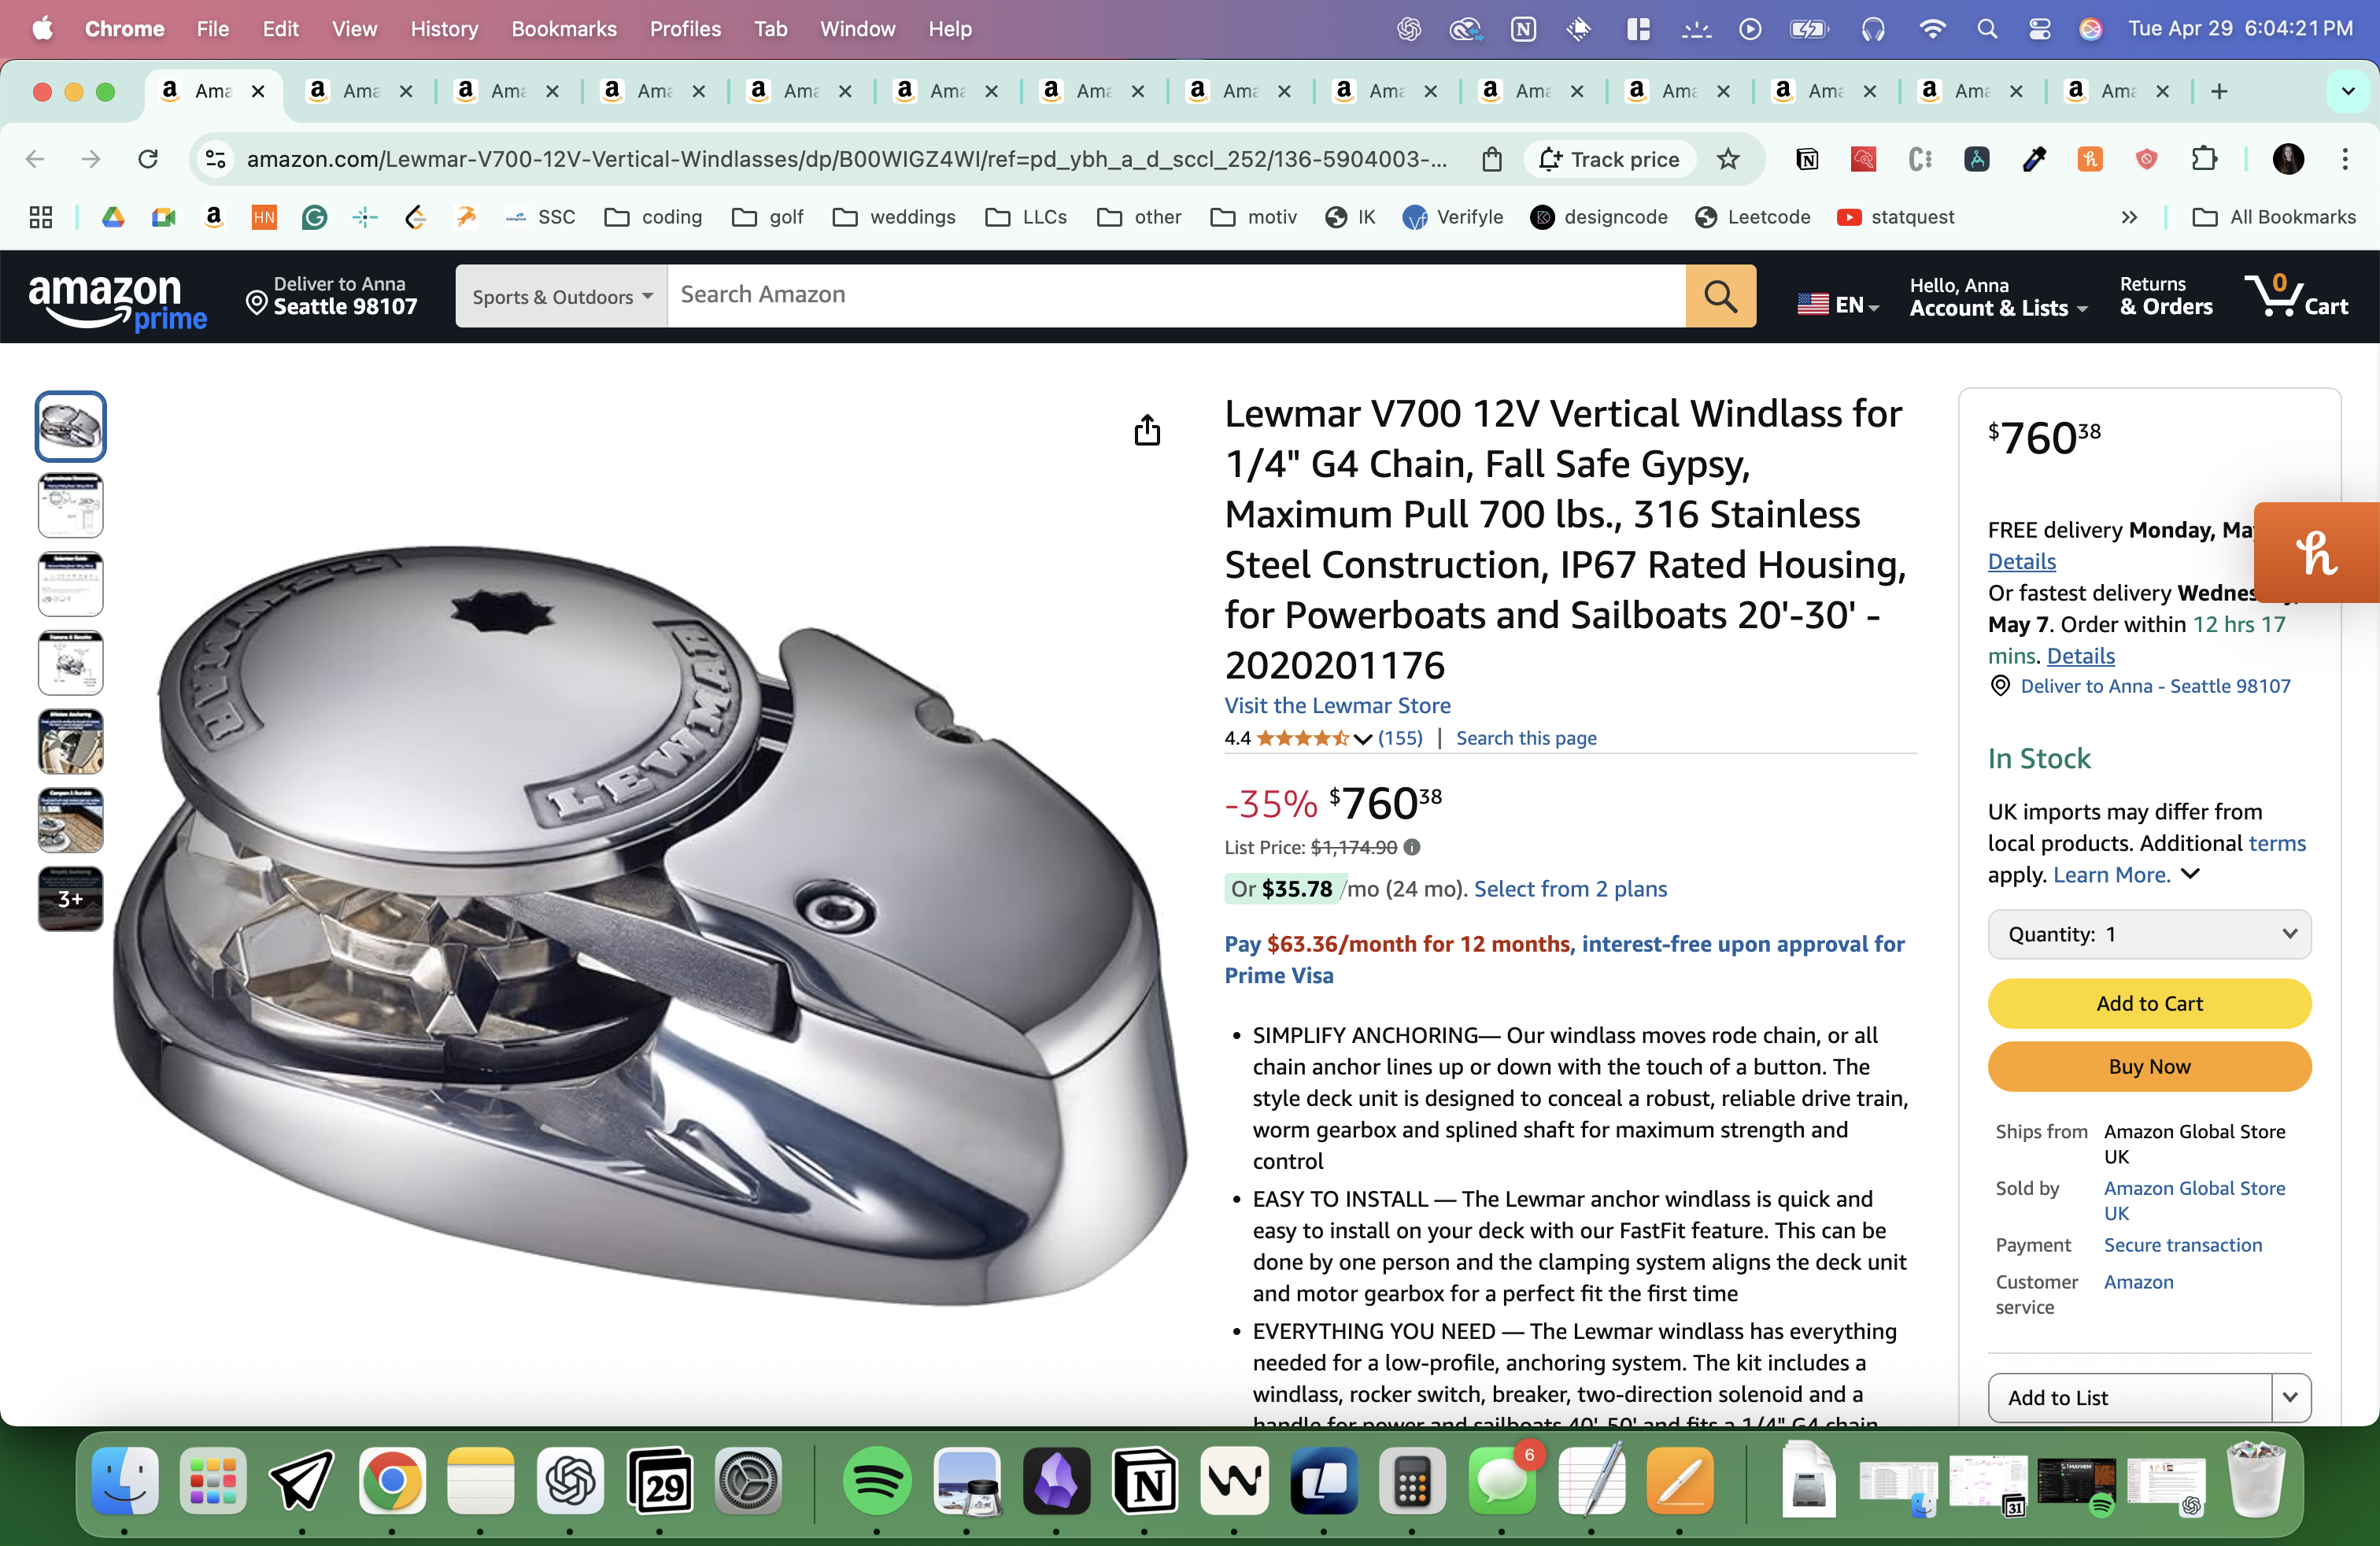 Chrome File Edit View History Bookmarks Profiles Tab Window Help Tue Apr 29 6:04:21 PM
Ama Ama Ama Ama Ama Ama Ama Ama Ama Ama Ama Ama Ama Ama
amazon.com/Lewmar-V700-12V-Vertical-Windlasses/dp/B00WIGZ4WI/ref=pd_ybh_a_d_sccl_252/136-5904003-... Track price
SSC coding golf weddings LLCs other motiv IK Verifyle designcode Leetcode statquest All Bookmarks
amazon prime
Deliver to Anna
Seattle 98107
Sports & Outdoors
Search Amazon
EN
Hello, Anna
Account & Lists
Returns
& Orders
0
Cart
LEWMAR
LEWMAR
LEWMAR
3+
Lewmar V700 12V Vertical Windlass for
1/4" G4 Chain, Fall Safe Gypsy,
Maximum Pull 700 lbs., 316 Stainless
Steel Construction, IP67 Rated Housing,
for Powerboats and Sailboats 20'-30' -
2020201176
Visit the Lewmar Store
4.4 (155) | Search this page
-35% $760.38
List Price: $1,174.90
Or $35.78 /mo (24 mo). Select from 2 plans
Pay $63.36/month for 12 months, interest-free upon approval for
Prime Visa
• SIMPLIFY ANCHORING— Our windlass moves rode chain, or all
chain anchor lines up or down with the touch of a button. The
style deck unit is designed to conceal a robust, reliable drive train,
worm gearbox and splined shaft for maximum strength and
control
• EASY TO INSTALL — The Lewmar anchor windlass is quick and
easy to install on your deck with our FastFit feature. This can be
done by one person and the clamping system aligns the deck unit
and motor gearbox for a perfect fit the first time
• EVERYTHING YOU NEED — The Lewmar windlass has everything
needed for a low-profile, anchoring system. The kit includes a
windlass, rocker switch, breaker, two-direction solenoid and a
handle for power and sailboats 40'-50' and fits a 1/4" G4 chain
$760.38
FREE delivery Monday, Ma
Details
Or fastest delivery Wednes
May 7. Order within 12 hrs 17
mins. Details
Deliver to Anna - Seattle 98107
In Stock
UK imports may differ from
local products. Additional terms
apply. Learn More.
Quantity: 1
Add to Cart
Buy Now
Ships from Amazon Global Store
UK
Sold by Amazon Global Store
UK
Payment Secure transaction
Customer Amazon
service
Add to List
29
6
31